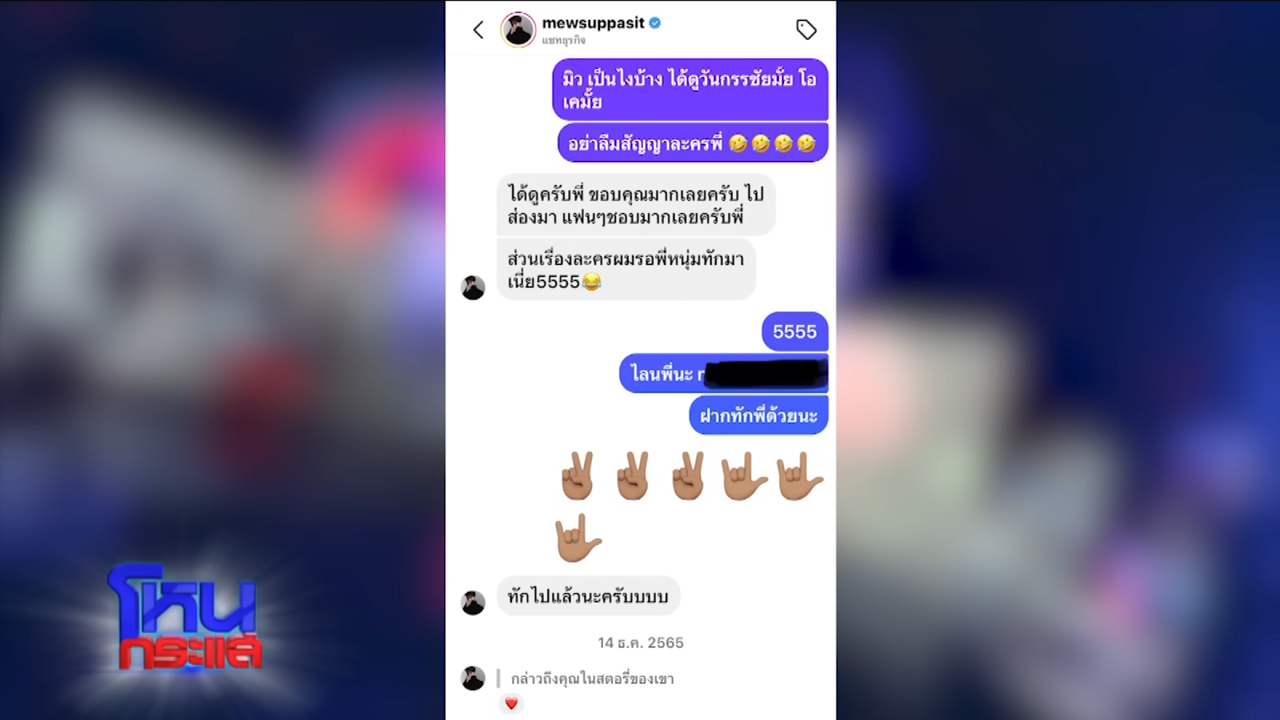 mewsuppasit
แชทธุรกิจ
มิว เป็นไงบ้าง ได้ดูวันกรรชัยมั้ย โอ
เคมั้ย
อย่าลืมสัญญาละครพี่ 🤣🤣🤣🤣
ได้ดูครับพี่ ขอบคุณมากเลยครับ ไป
ส่องมา แฟนๆชอบมากเลยครับพี่
ส่วนเรื่องละครผมรอพี่หนุ่มทักมา
เนี่ย5555😂
5555
ไลนพี่นะ r
ฝากทักพี่ด้วยนะ
✌🏽✌🏽✌🏽🤟🏽🤟🏽
🤟🏽
ทักไปแล้วนะครับบบบ
14 ธ.ค. 2565
กล่าวถึงคุณในสตอรี่ของเขา
❤️
โหน
กระแส